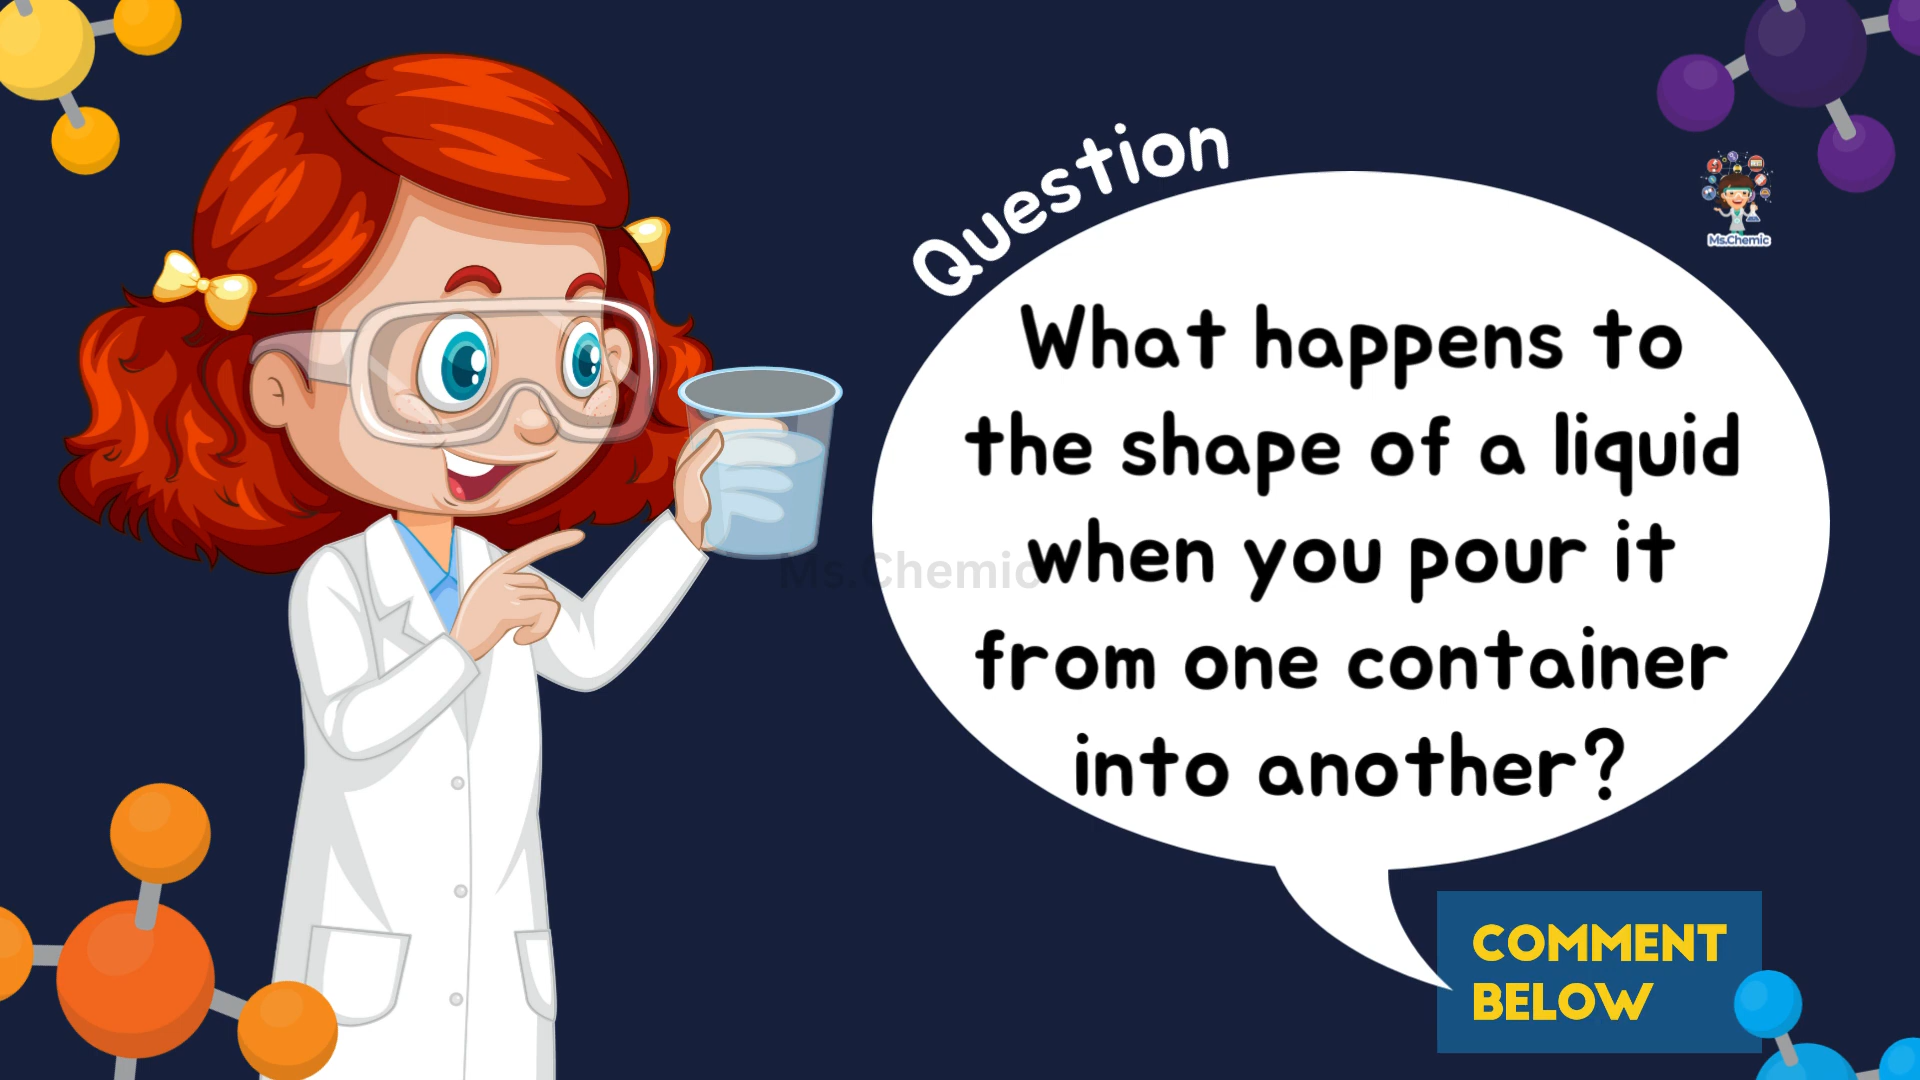 Question
Ms.Chemic
What happens to
the shape of a liquid
when you pour it
from one container
into another?
Ms.Chemic
COMMENT
BELOW